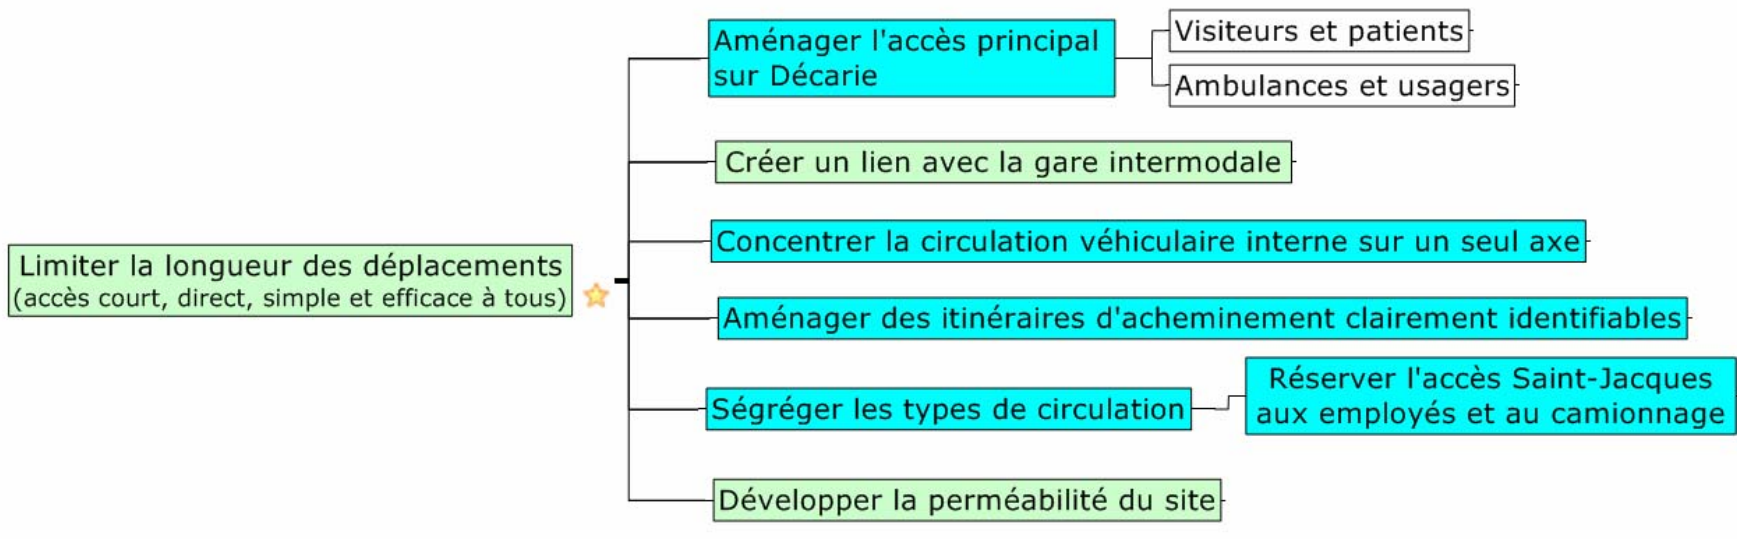 Limiter la longueur des déplacements
(accès court, direct, simple et efficace à tous)
Aménager l'accès principal
sur Décarie
Visiteurs et patients
Ambulances et usagers
Créer un lien avec la gare intermodale
Concentrer la circulation véhiculaire interne sur un seul axe
Aménager des itinéraires d'acheminement clairement identifiables
Ségréger les types de circulation
Réserver l'accès Saint-Jacques
aux employés et au camionnage
Développer la perméabilité du site